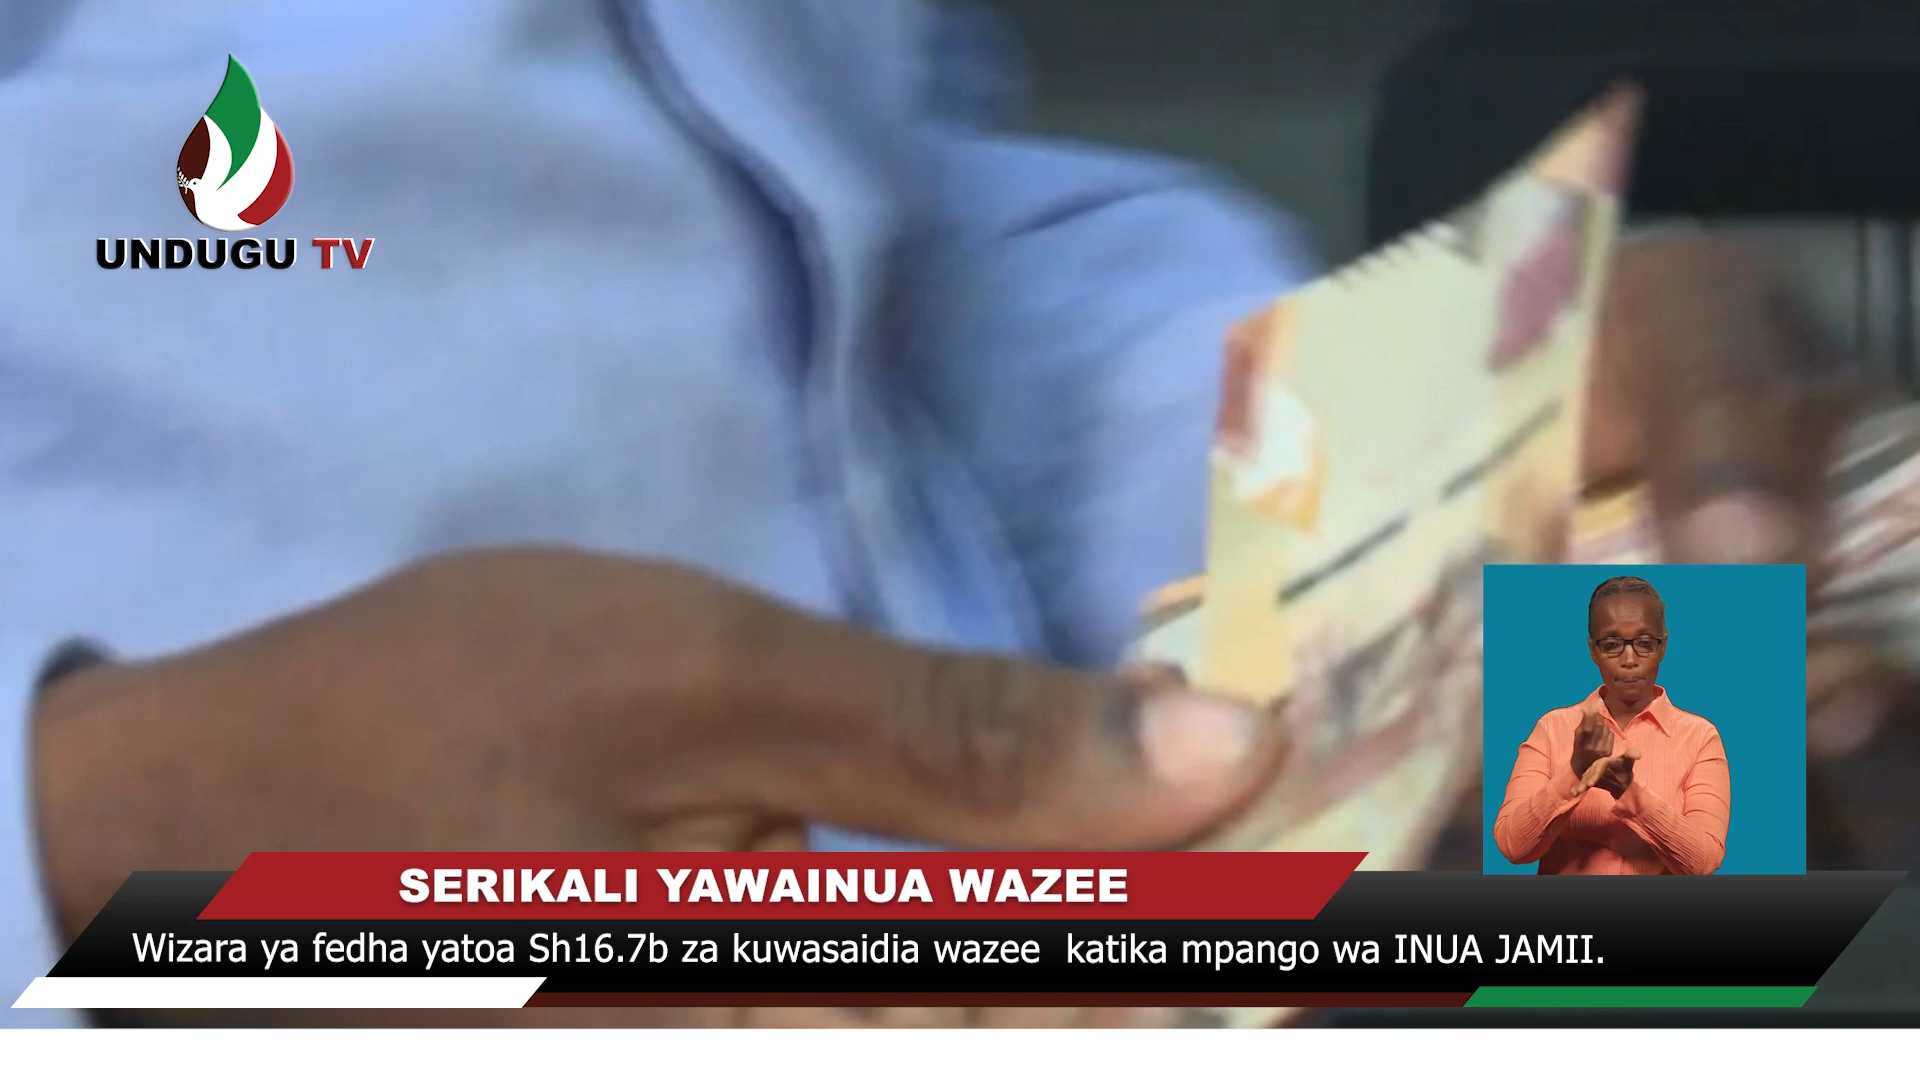 UNDUGU TV
SERIKALI YAWAINUA WAZEE
Wizara ya fedha yatoa Sh16.7b za kuwasaidia wazee katika mpango wa INUA JAMII.